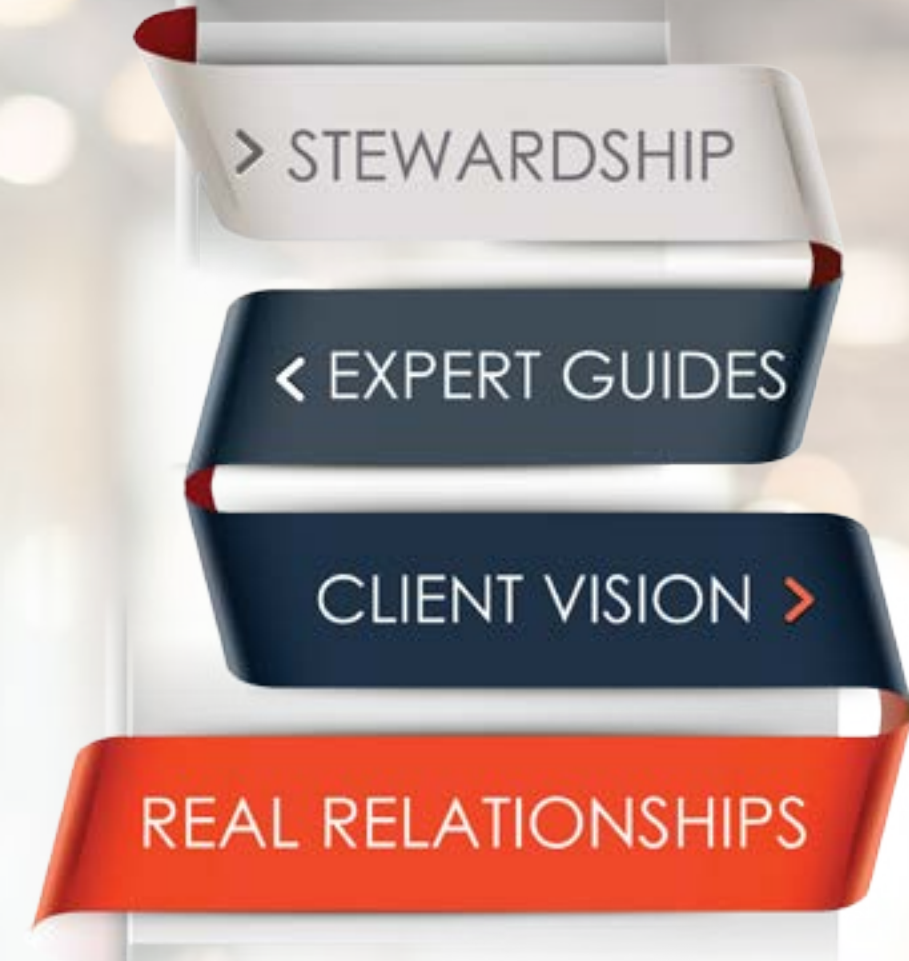 > STEWARDSHIP
< EXPERT GUIDES
CLIENT VISION >
REAL RELATIONSHIPS